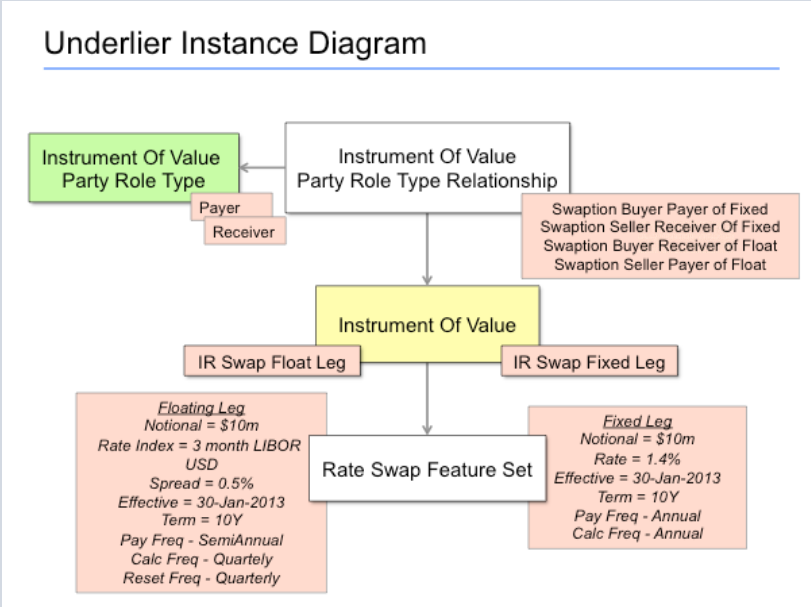 Underlier Instance Diagram
Instrument Of Value
Party Role Type
Payer
Receiver
Instrument Of Value
Party Role Type Relationship
Swaption Buyer Payer of Fixed
Swaption Seller Receiver Of Fixed
Swaption Buyer Receiver of Float
Swaption Seller Payer of Float
Instrument Of Value
IR Swap Float Leg
IR Swap Fixed Leg
Floating Leg
Notional = $10m
Rate Index = 3 month LIBOR
USD
Spread = 0.5%
Effective = 30-Jan-2013
Term = 10Y
Pay Freq - SemiAnnual
Calc Freq - Quartely
Reset Freq - Quarterly
Rate Swap Feature Set
Fixed Leg
Notional = $10m
Rate = 1.4%
Effective = 30-Jan-2013
Term = 10Y
Pay Freq - Annual
Calc Freq - Annual